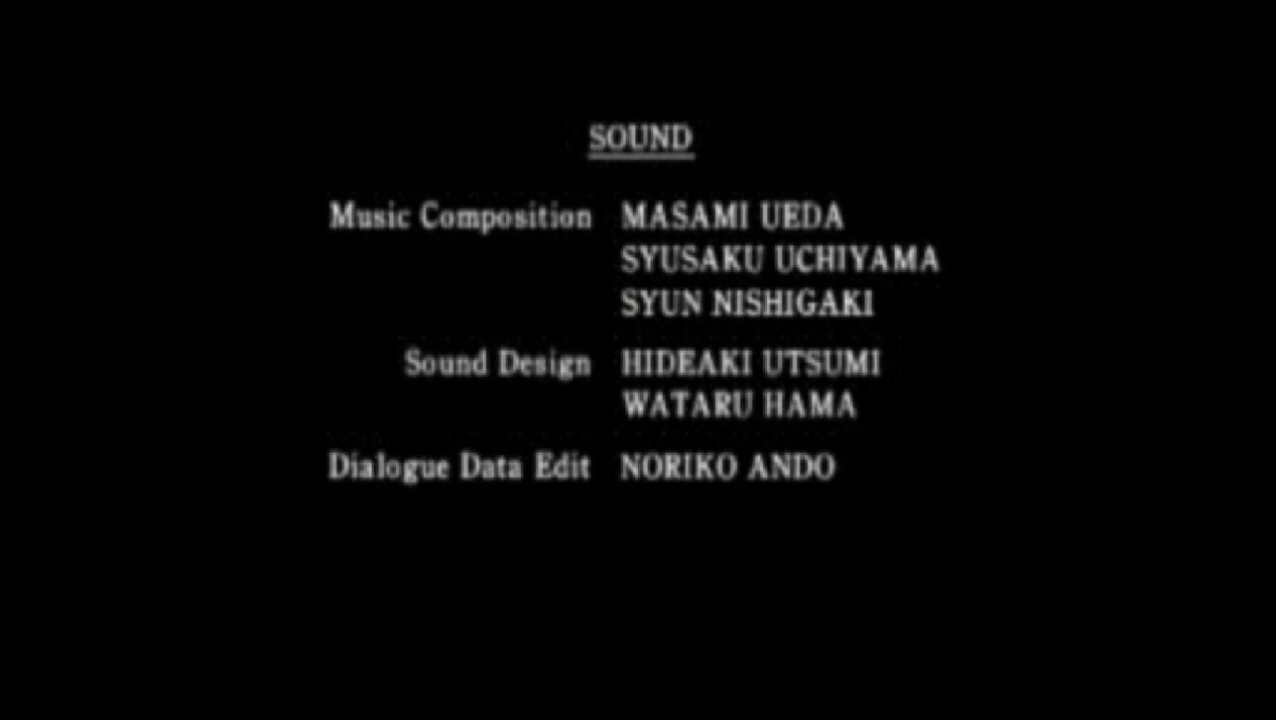 SOUND
Music Composition MASAMI UEDA
SYUSAKU UCHIYAMA
SYUN NISHIGAKI
Sound Design HIDEAKI UTSUMI
WATARU HAMA
Dialogue Data Edit NORIKO ANDO